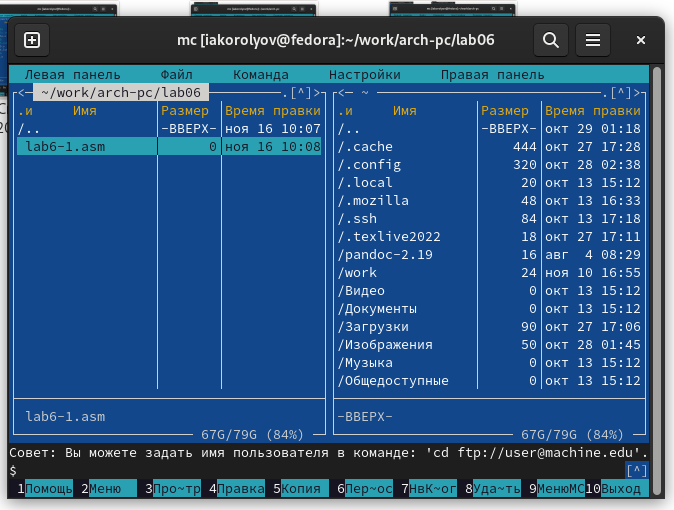 mc [iakorolyov@fedora]:~/work/arch-pc/lab06
Левая панель Файл Команда Настройки Правая панель
<─ ~/work/arch-pc/lab06 .[^]>
.и Имя Размер Время правки
/.. -ВВЕРХ- ноя 16 10:07
lab6-1.asm 0 ноя 16 10:08
lab6-1.asm
67G/79G (84%)
<─ ~ .[^]>
.и Имя Размер Время правки
/.. -ВВЕРХ- окт 29 01:18
/.cache 444 окт 27 17:28
/.config 320 окт 28 02:38
/.local 20 окт 13 15:12
/.mozilla 48 окт 13 16:33
/.ssh 84 окт 13 17:18
/.texlive2022 18 окт 27 17:11
/pandoc-2.19 16 авг 4 08:29
/work 24 ноя 10 16:55
/Видео 0 окт 13 15:12
/Документы 0 окт 13 15:12
/Загрузки 90 окт 27 17:06
/Изображения 50 окт 28 01:45
/Музыка 0 окт 13 15:12
/Общедоступные 0 окт 13 15:12
-ВВЕРХ-
67G/79G (84%)
Совет: Вы можете задать имя пользователя в команде: 'cd ftp://user@machine.edu'.
$ [^]
1Помощь 2Меню 3Про~тр 4Правка 5Копия 6Пер~ос 7НвК~ог 8Уда~ть 9МенюMC 10Выход